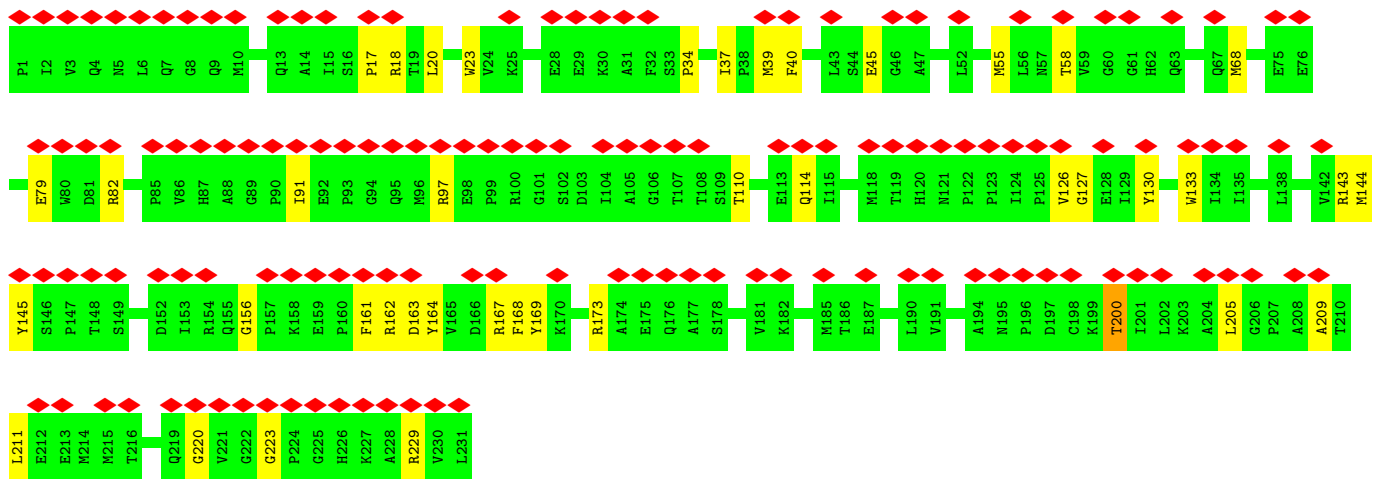 P1 I2 V3 Q4 N5 L6 Q7 G8 Q9 M10 Q13 A14 I15 S16 P17 R18 T19 L20 W23 V24 K25 E28 E29 K30 A31 F32 S33 P34 I37 P38 M39 F40 L43 S44 E45 G46 A47 L52 M55 L56 N57 T58 V59 G60 G61 H62 Q63 Q67 M68 E75 E76
E79 W80 D81 R82 P85 V86 H87 A88 G89 P90 I91 E92 P93 G94 Q95 M96 R97 E98 P99 R100 G101 S102 D103 I104 A105 G106 T107 T108 S109 T110 E113 Q114 I115 M118 T119 H120 N121 P122 P123 I124 P125 V126 G127 E128 I129 Y130 W133 I134 I135 L138 V142 R143 M144
Y145 S146 P147 T148 S149 D152 I153 R154 Q155 G156 P157 K158 E159 P160 F161 R162 D163 Y164 V165 D166 R167 F168 Y169 K170 R173 A174 E175 Q176 A177 S178 V181 K182 M185 T186 E187 L190 V191 A194 N195 P196 D197 C198 K199 T200 I201 L202 K203 A204 L205 G206 P207 A208 A209 T210
L211 E212 E213 M214 M215 T216 Q219 G220 V221 G222 G223 P224 G225 H226 K227 A228 R229 V230 L231